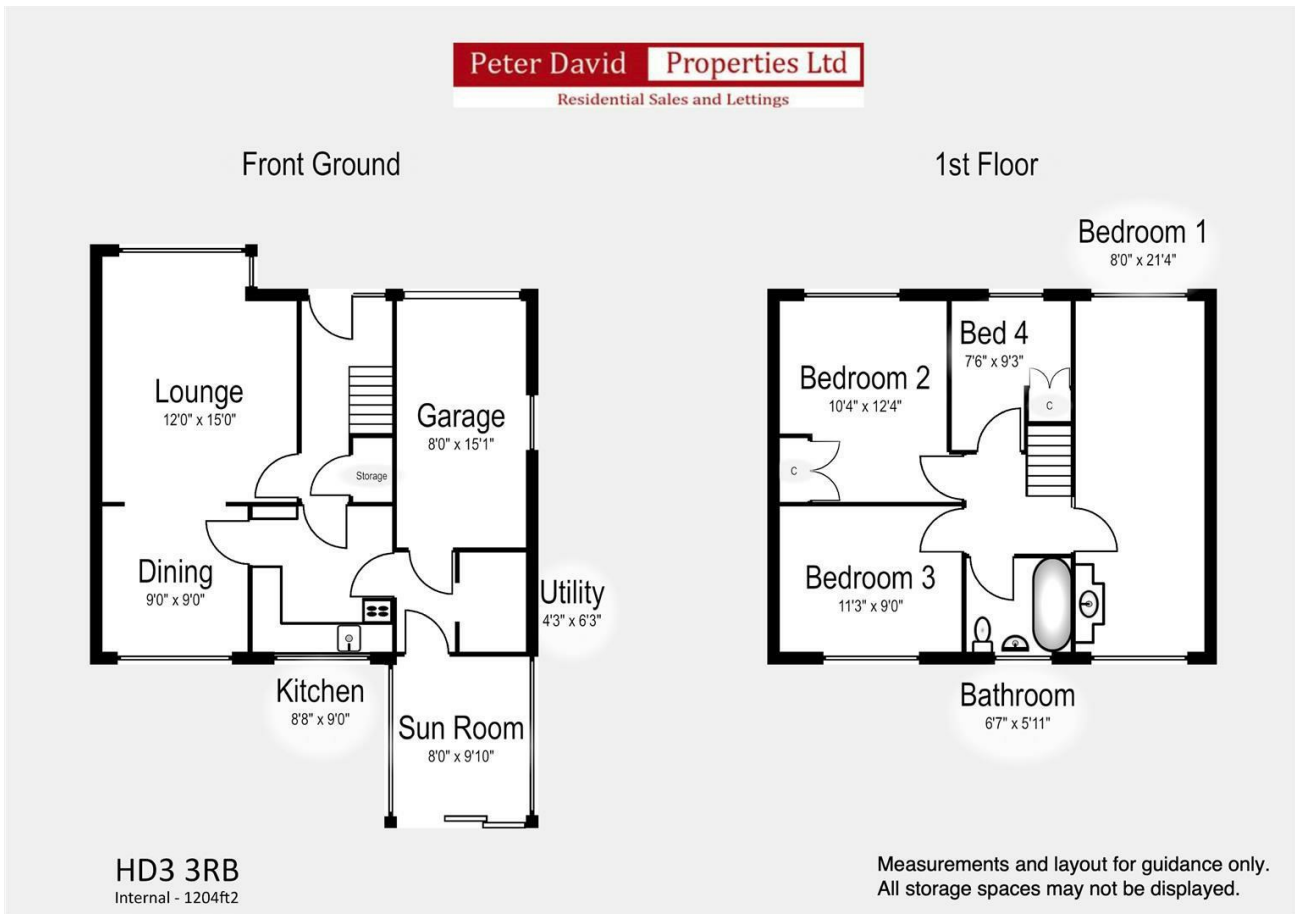 Peter David Properties Ltd
Residential Sales and Lettings
Front Ground
1st Floor
Bedroom 1
8'0" x 21'4"
Lounge
12'0" x 15'0"
Garage
8'0" x 15'1"
Storage
Dining
9'0" x 9'0"
Utility
4'3" x 6'3"
Kitchen
8'8" x 9'0"
Sun Room
8'0" x 9'10"
Bed 4
7'6" x 9'3"
C
Bedroom 2
10'4" x 12'4"
C
Bedroom 3
11'3" x 9'0"
Bathroom
6'7" x 5'11"
HD3 3RB
Internal - 1204ft2
Measurements and layout for guidance only.
All storage spaces may not be displayed.